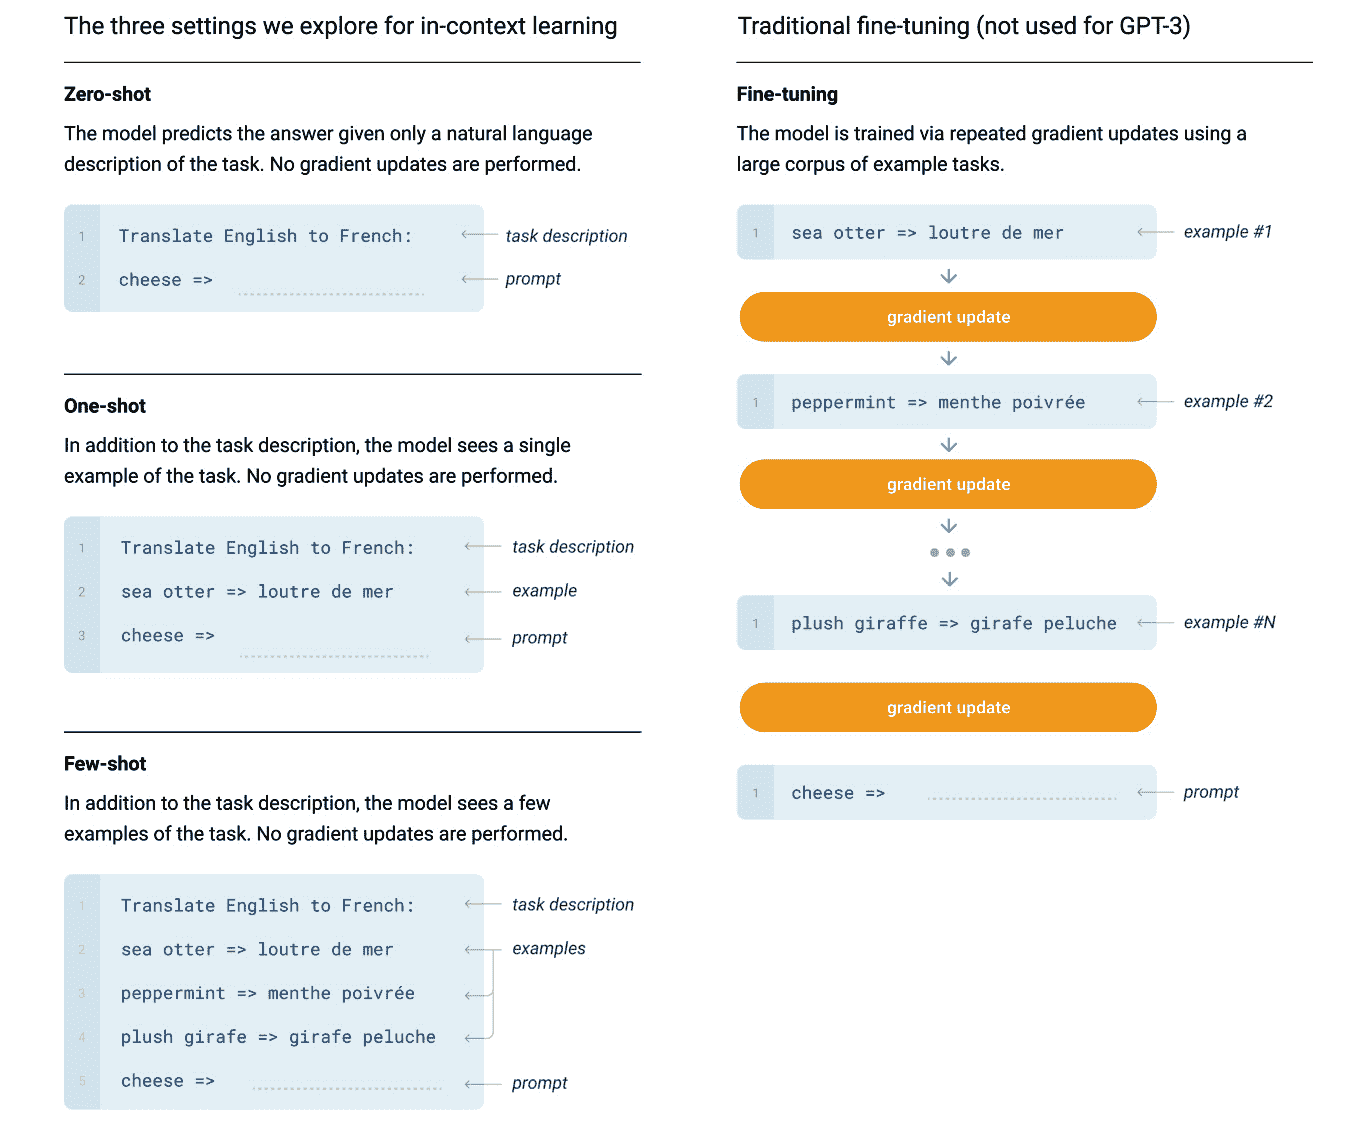 The three settings we explore for in-context learning
Zero-shot
The model predicts the answer given only a natural language
description of the task. No gradient updates are performed.
1 Translate English to French: task description
2 cheese => prompt
One-shot
In addition to the task description, the model sees a single
example of the task. No gradient updates are performed.
1 Translate English to French: task description
2 sea otter => loutre de mer example
3 cheese => prompt
Few-shot
In addition to the task description, the model sees a few
examples of the task. No gradient updates are performed.
1 Translate English to French: task description
2 sea otter => loutre de mer examples
3 peppermint => menthe poivrée
4 plush girafe => girafe peluche
5 cheese => prompt
Traditional fine-tuning (not used for GPT-3)
Fine-tuning
The model is trained via repeated gradient updates using a
large corpus of example tasks.
1 sea otter => loutre de mer example #1
gradient update
1 peppermint => menthe poivrée example #2
gradient update
1 plush giraffe => girafe peluche example #N
gradient update
1 cheese => prompt